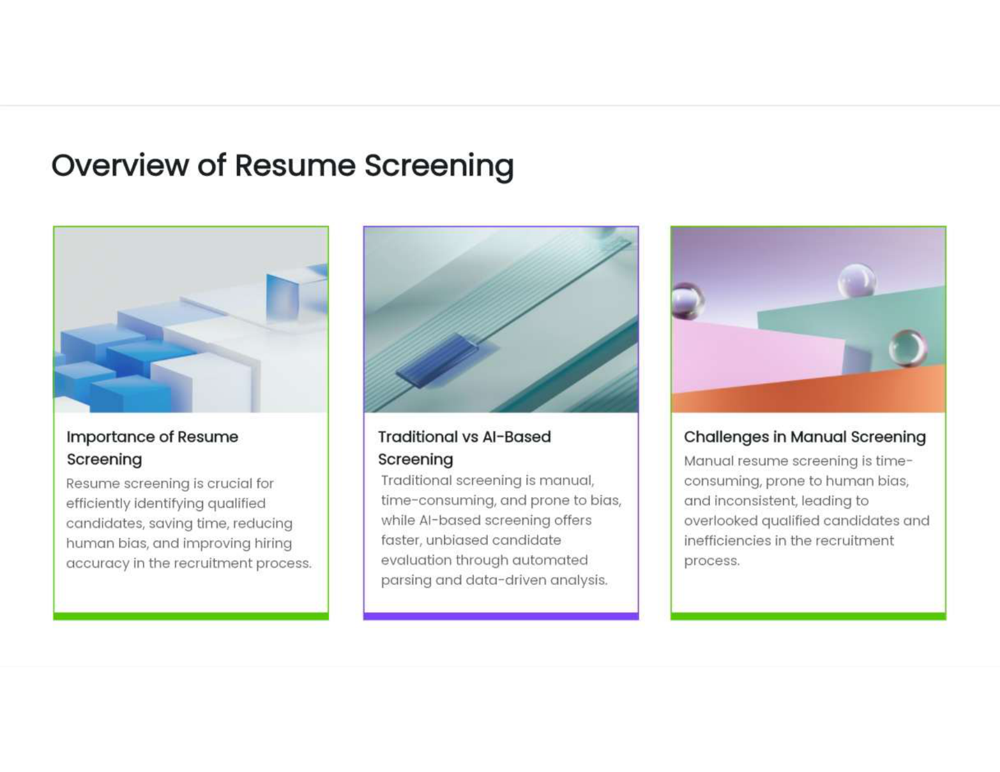 Overview of Resume Screening
Importance of Resume
Screening
Resume screening is crucial for
efficiently identifying qualified
candidates, saving time, reducing
human bias, and improving hiring
accuracy in the recruitment process.
Traditional vs AI-Based
Screening
Traditional screening is manual,
time-consuming, and prone to bias,
while AI-based screening offers
faster, unbiased candidate
evaluation through automated
parsing and data-driven analysis.
Challenges in Manual Screening
Manual resume screening is time-
consuming, prone to human bias,
and inconsistent, leading to
overlooked qualified candidates and
inefficiencies in the recruitment
process.